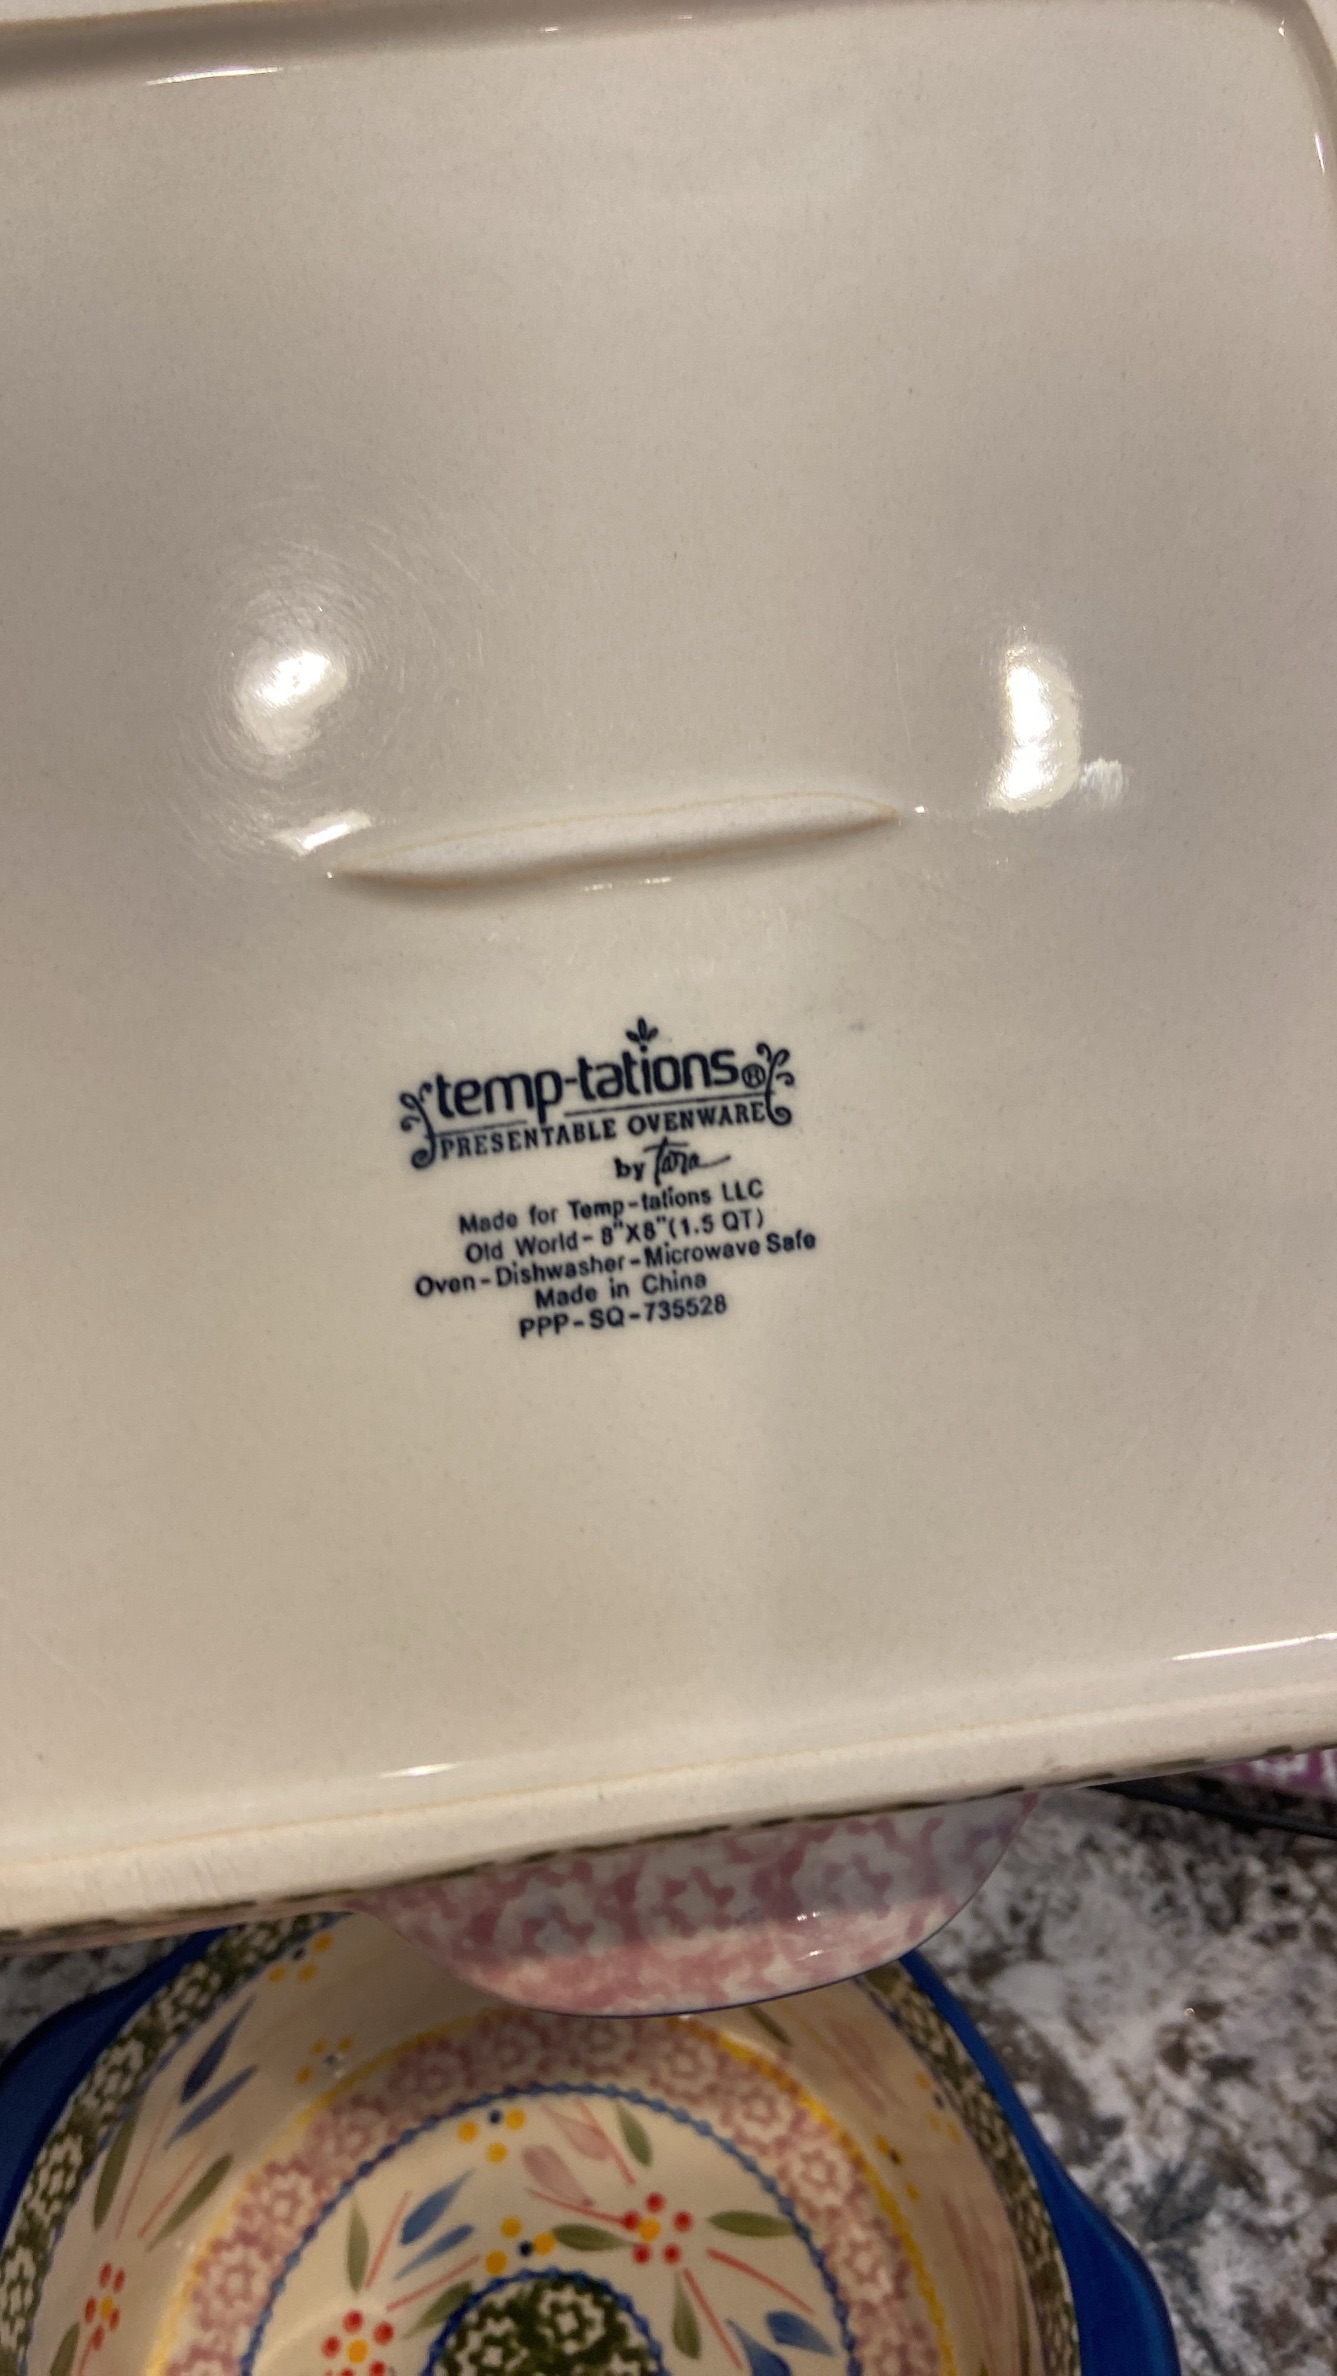 temp-tations®
PRESENTABLE OVENWARE
by Tara
Made for Temp-tations LLC
Old World - 8"X8"(1.5 QT)
Oven-Dishwasher-Microwave Safe
Made in China
PPP-SQ-735528